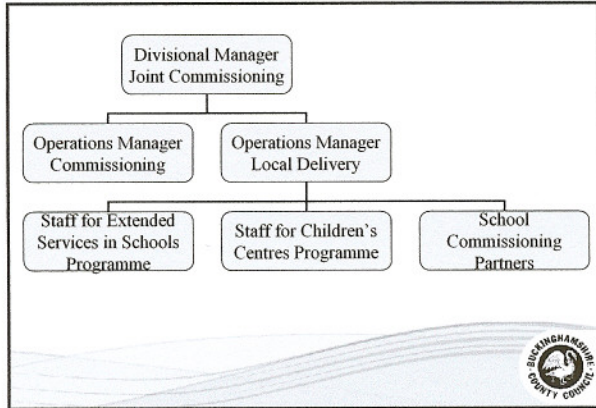 Divisional Manager
Joint Commissioning
Operations Manager
Commissioning
Operations Manager
Local Delivery
Staff for Extended
Services in Schools
Programme
Staff for Children's
Centres Programme
School
Commissioning
Partners
BUCKINGHAMSHIRE
COUNTY COUNCIL